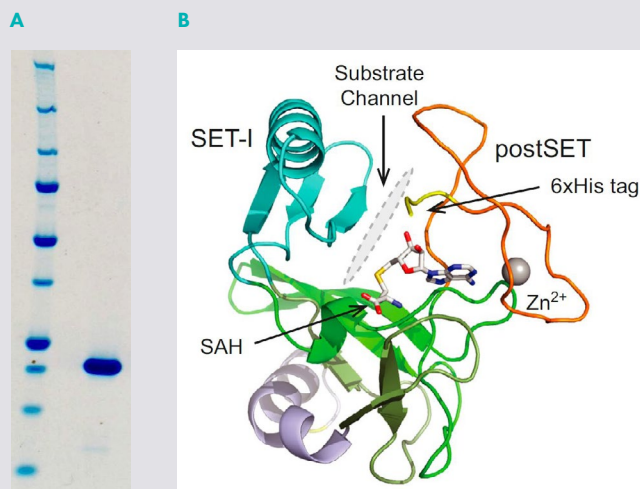 A
B
Substrate
Channel
SET-I
postSET
6xHis tag
Zn2+
SAH